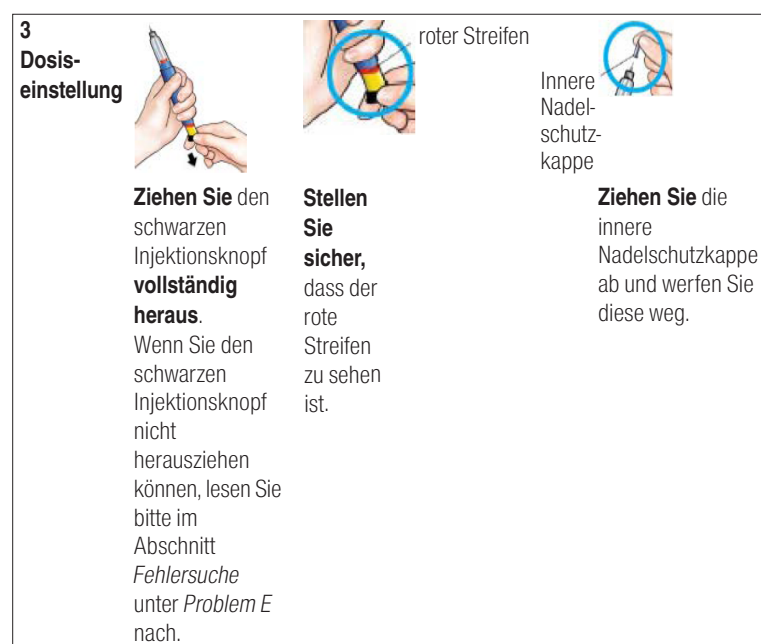 3
Dosis-
einstellung
Ziehen Sie den
schwarzen
Injektionsknopf
vollständig
heraus.
Wenn Sie den
schwarzen
Injektionsknopf
nicht
herausziehen
können, lesen Sie
bitte im
Abschnitt
Fehlersuche
unter Problem E
nach.
roter Streifen
Stellen
Sie
sicher,
dass der
rote
Streifen
zu sehen
ist.
Innere
Nadel-
schutz-
kappe
Ziehen Sie die
innere
Nadelschutzkappe
ab und werfen Sie
diese weg.